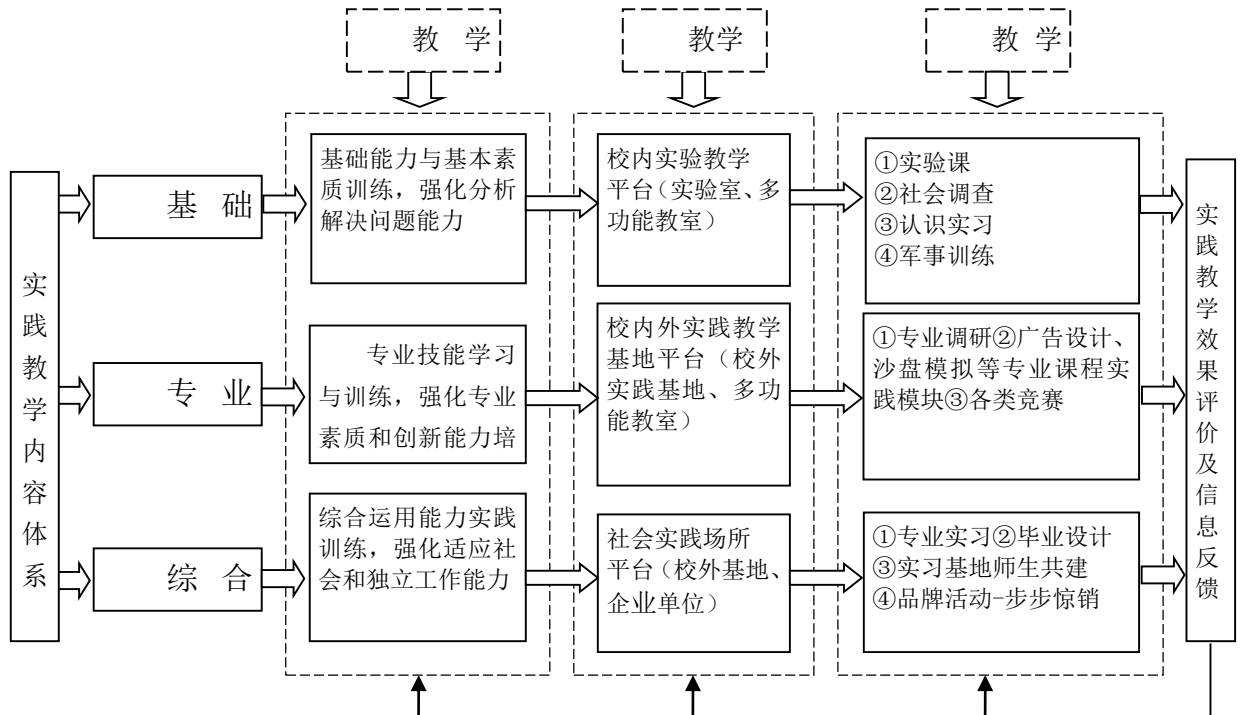 教 学
教学
教 学
实践教学内容体系
基 础
基础能力与基本素
质训练，强化分析
解决问题能力
校内实验教学
平台（实验室、多
功能教室）
①实验课
②社会调查
③认识实习
④军事训练
专 业
专业技能学习
与训练，强化专业
素质和创新能力培
校内外实践教学
基地平台（校外
实践基地、多功
能教室）
①专业调研②广告设计、
沙盘模拟等专业课程实
践模块③各类竞赛
综 合
综合运用能力实践
训练，强化适应社
会和独立工作能力
社会实践场所
平台（校外基地、
企业单位）
①专业实习②毕业设计
③实习基地师生共建
④品牌活动-步步惊销
实践教学效果评价及信息反馈